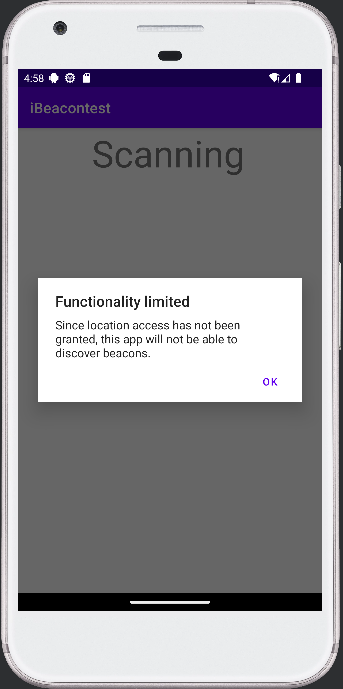 4:58
iBeacontest
Scanning
Functionality limited
Since location access has not been
granted, this app will not be able to
discover beacons.
OK